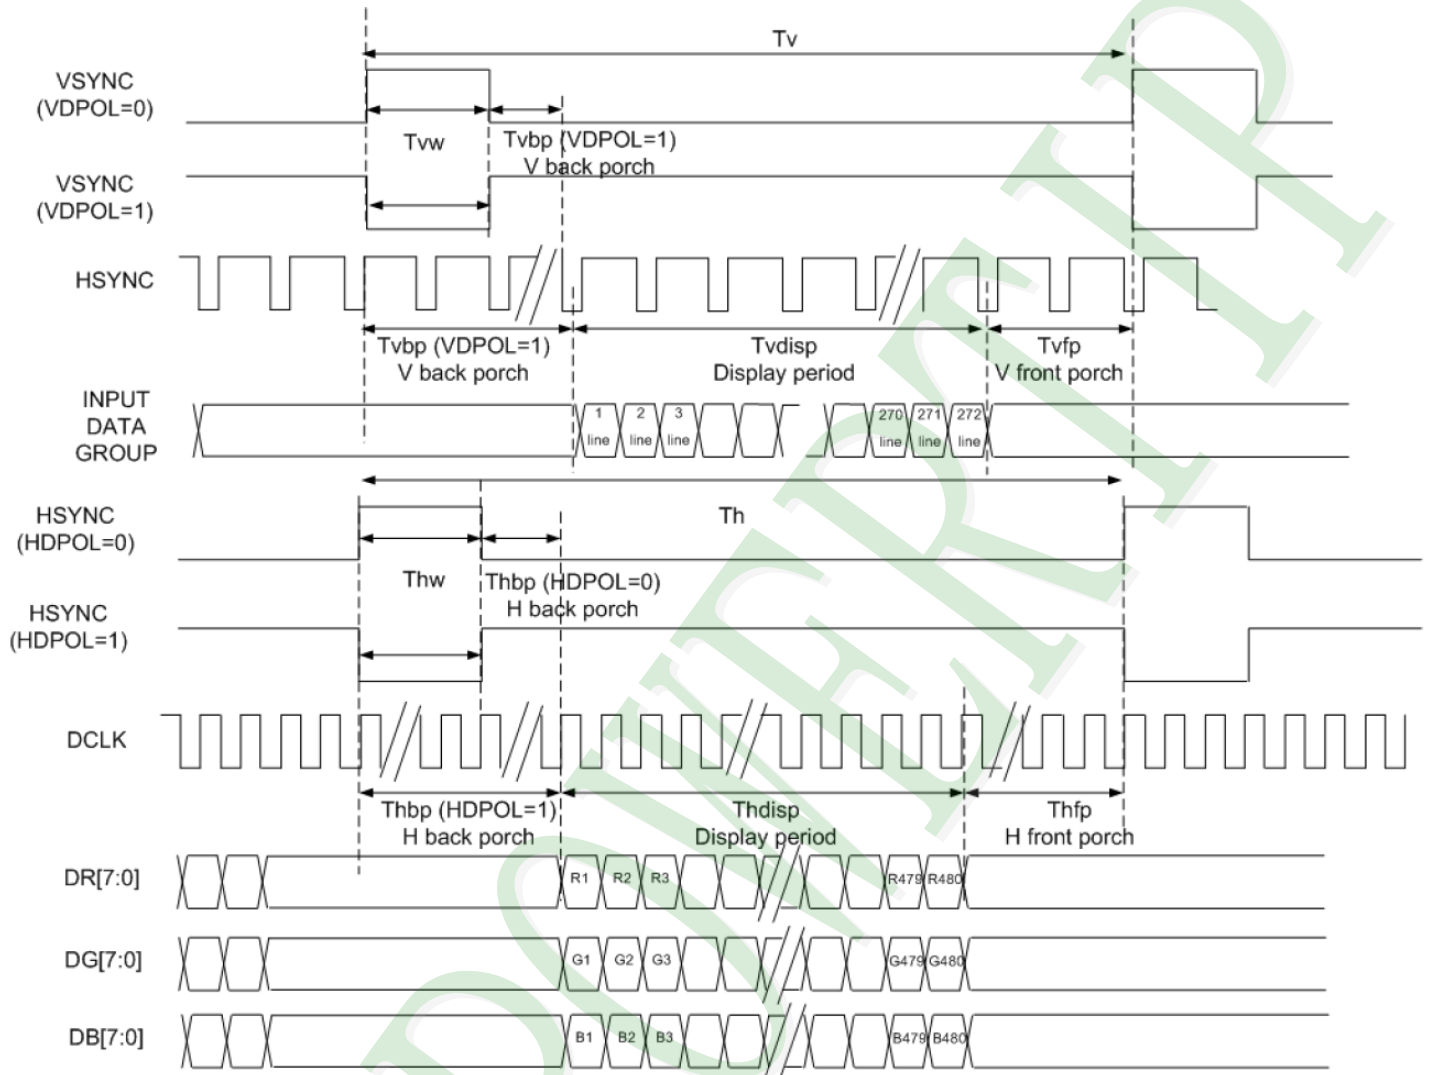 Tv
VSYNC
(VDPOL=0)
Tvw
Tvbp (VDPOL=1)
V back porch
VSYNC
(VDPOL=1)
HSYNC
Tvbp (VDPOL=1)
V back porch
Tvdisp
Display period
Tvfp
V front porch
INPUT
DATA
GROUP
1 2 3 270 271 272
line line line line line line
HSYNC
(HDPOL=0)
Th
Thw
Thbp (HDPOL=0)
H back porch
HSYNC
(HDPOL=1)
DCLK
Thbp (HDPOL=1)
H back porch
Thdisp
Display period
Thfp
H front porch
DR[7:0] R1 R2 R3 R479 R480
DG[7:0] G1 G2 G3 G479 G480
DB[7:0] B1 B2 B3 B479 B480
POWERTIP